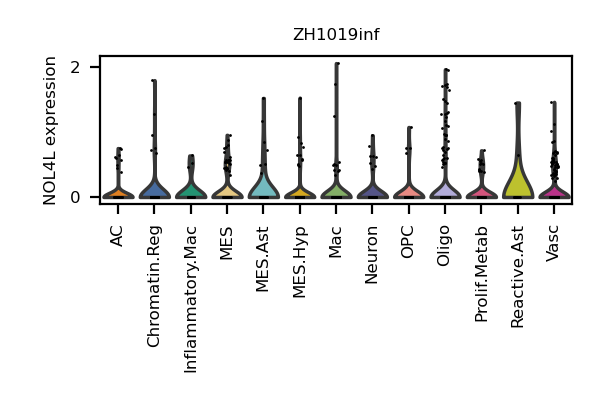 ZH1019inf
NOL4L expression
2
0
AC
Chromatin.Reg
Inflammatory.Mac
MES
MES.Ast
MES.Hyp
Mac
Neuron
OPC
Oligo
Prolif.Metab
Reactive.Ast
Vasc